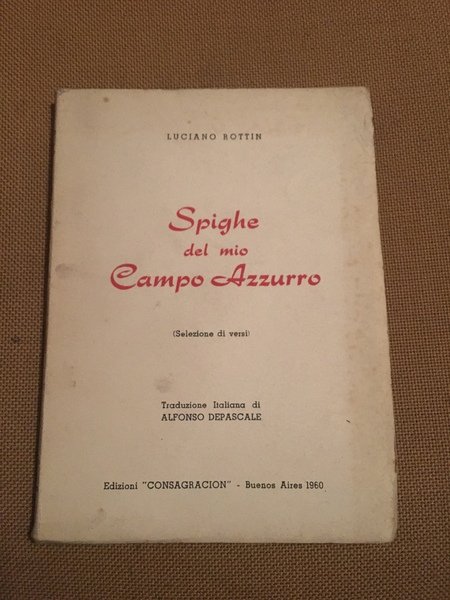 LUCIANO ROTTIN
Spighe
del mio
Campo Azzurro
(Selezione di versi)
Traduzione Italiana di
ALFONSO DEPASCALE
Edizioni "CONSAGRACION" - Buenos Aires 1960